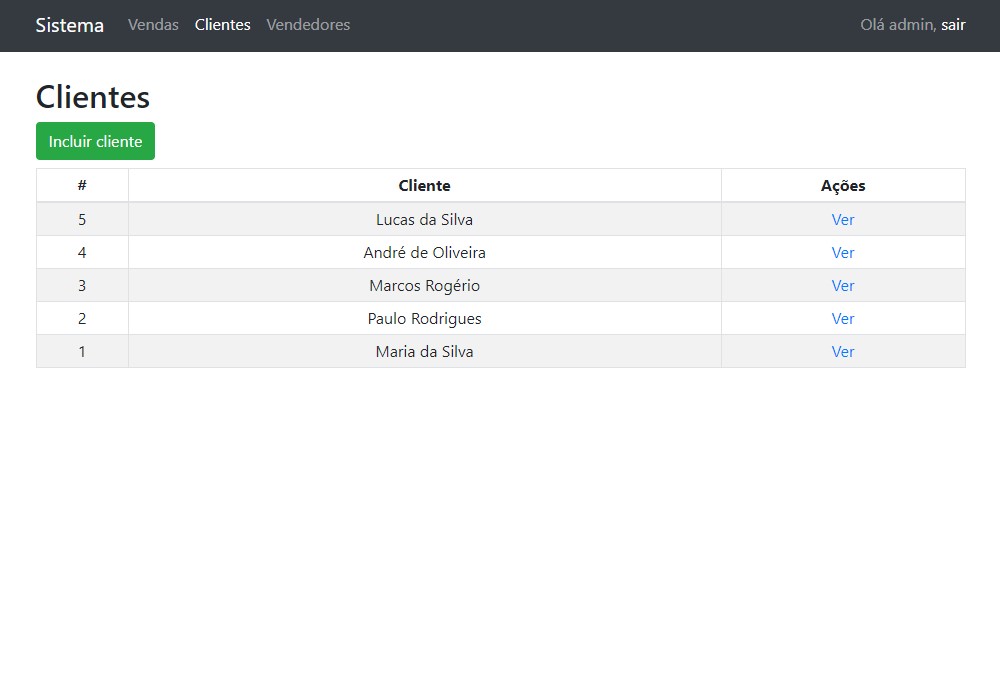 Sistema Vendas Clientes Vendedores Olá admin, sair
Clientes
Incluir cliente
# Cliente Ações
5 Lucas da Silva Ver
4 André de Oliveira Ver
3 Marcos Rogério Ver
2 Paulo Rodrigues Ver
1 Maria da Silva Ver